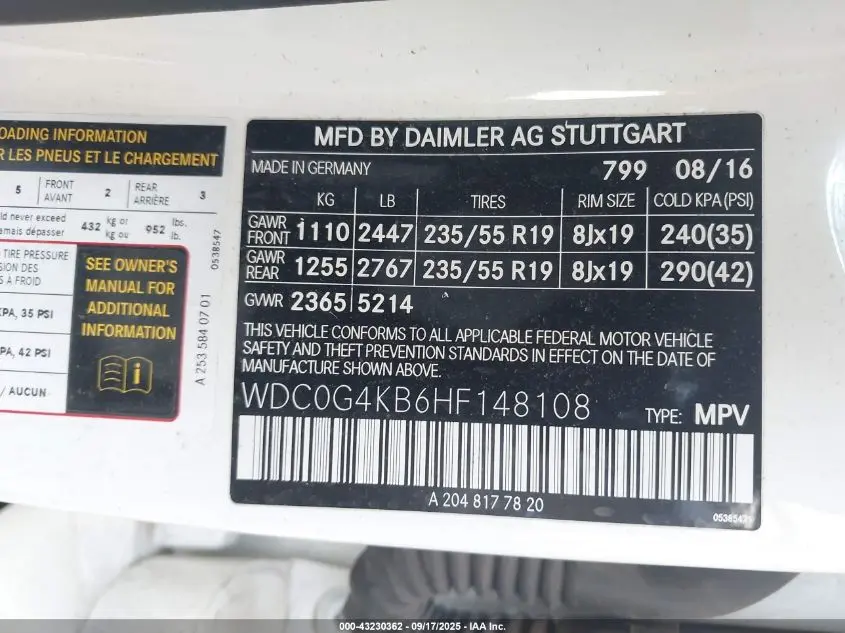 OADING INFORMATION
R LES PNEUS ET LE CHARGEMENT
5 FRONT AVANT 2 REAR ARRIÈRE 3
ld never exceed
amais dépasser 432 kg or kg ou 952 lbs. lb.
TIRE PRESSURE
SION DES
S À FROID
PA, 35 PSI
PA, 42 PSI
/ AUCUN
SEE OWNER'S
MANUAL FOR
ADDITIONAL
INFORMATION
A 253 584 07 01
0538547
MFD BY DAIMLER AG STUTTGART
MADE IN GERMANY 799 08/16
KG LB TIRES RIM SIZE COLD KPA (PSI)
GAWR FRONT 1110 2447 235/55 R19 8Jx19 240(35)
GAWR REAR 1255 2767 235/55 R19 8Jx19 290(42)
GVWR 2365 5214
THIS VEHICLE CONFORMS TO ALL APPLICABLE FEDERAL MOTOR VEHICLE
SAFETY AND THEFT PREVENTION STANDARDS IN EFFECT ON THE DATE OF
MANUFACTURE SHOWN ABOVE.
WDC0G4KB6HF148108 TYPE: MPV
A 204 817 78 20
000-43230362 - 09/17/2025 - IAAI.com